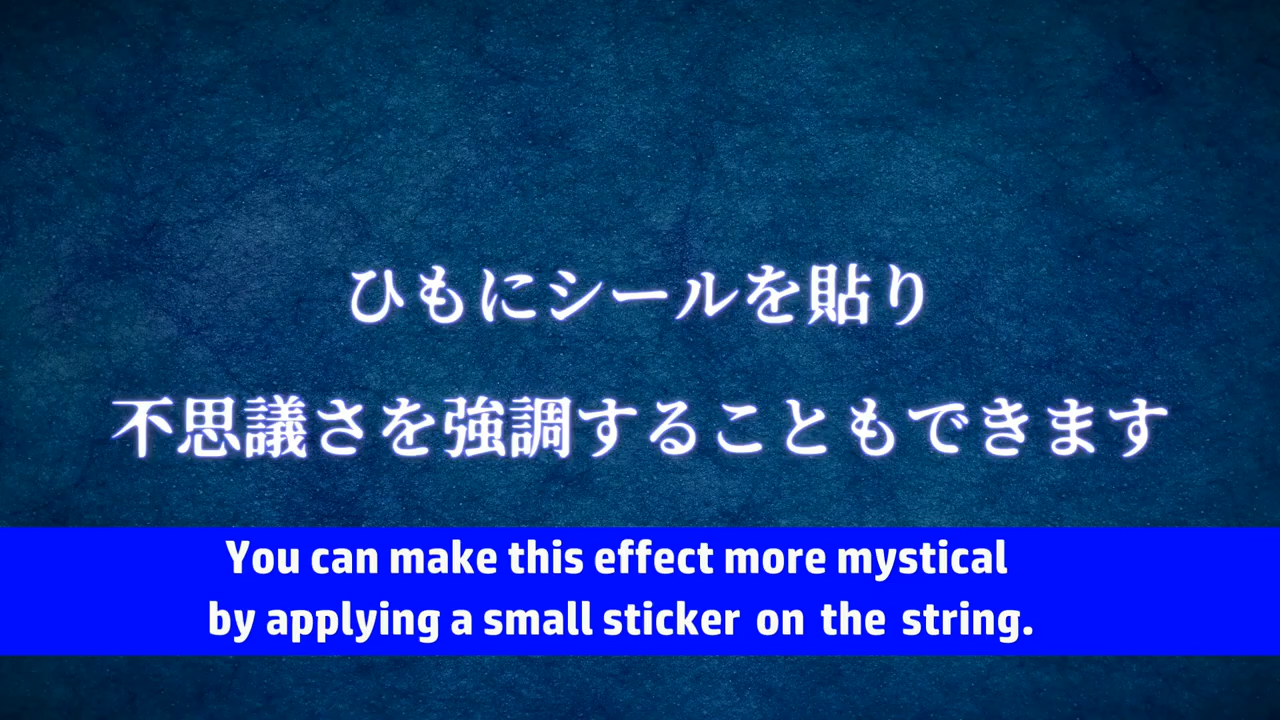 ひもにシールを貼り
不思議さを強調することもできます
You can make this effect more mystical
by applying a small sticker on the string.